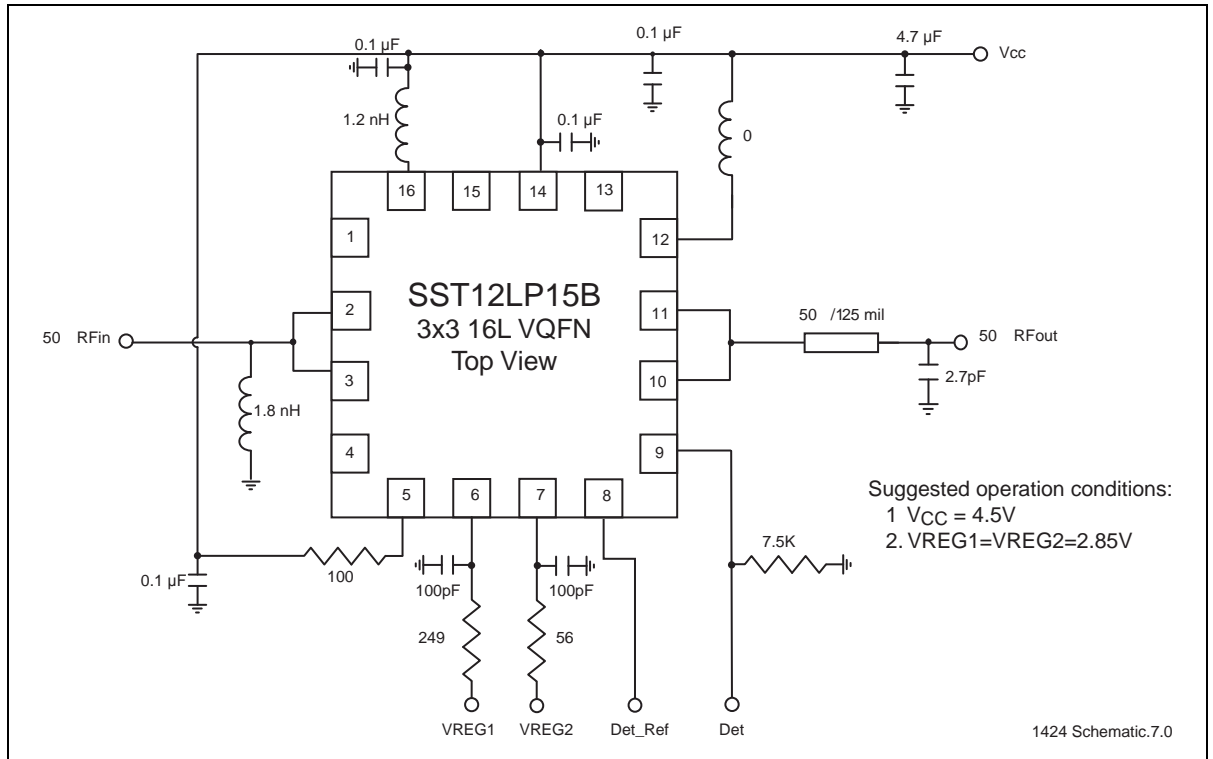 0.1 µF
0.1 µF
4.7 µF
Vcc
1.2 nH
0.1 µF
0
16
15
14
13
1
12
SST12LP15B
3x3 16L VQFN
Top View
2
11
50 /125 mil
50 RFin
50 RFout
3
10
2.7pF
1.8 nH
4
9
5
6
7
8
Suggested operation conditions:
1 VCC = 4.5V
2. VREG1=VREG2=2.85V
7.5K
0.1 µF
100
100pF
100pF
249
56
VREG1
VREG2
Det_Ref
Det
1424 Schematic.7.0